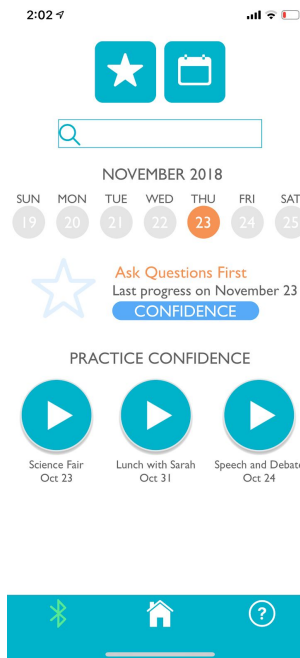 2:02
NOVEMBER 2018
SUN MON TUE WED THU FRI SAT
19 20 21 22 23 24 25
Ask Questions First
Last progress on November 23
CONFIDENCE
PRACTICE CONFIDENCE
Science Fair Lunch with Sarah Speech and Debate
Oct 23 Oct 31 Oct 24
?